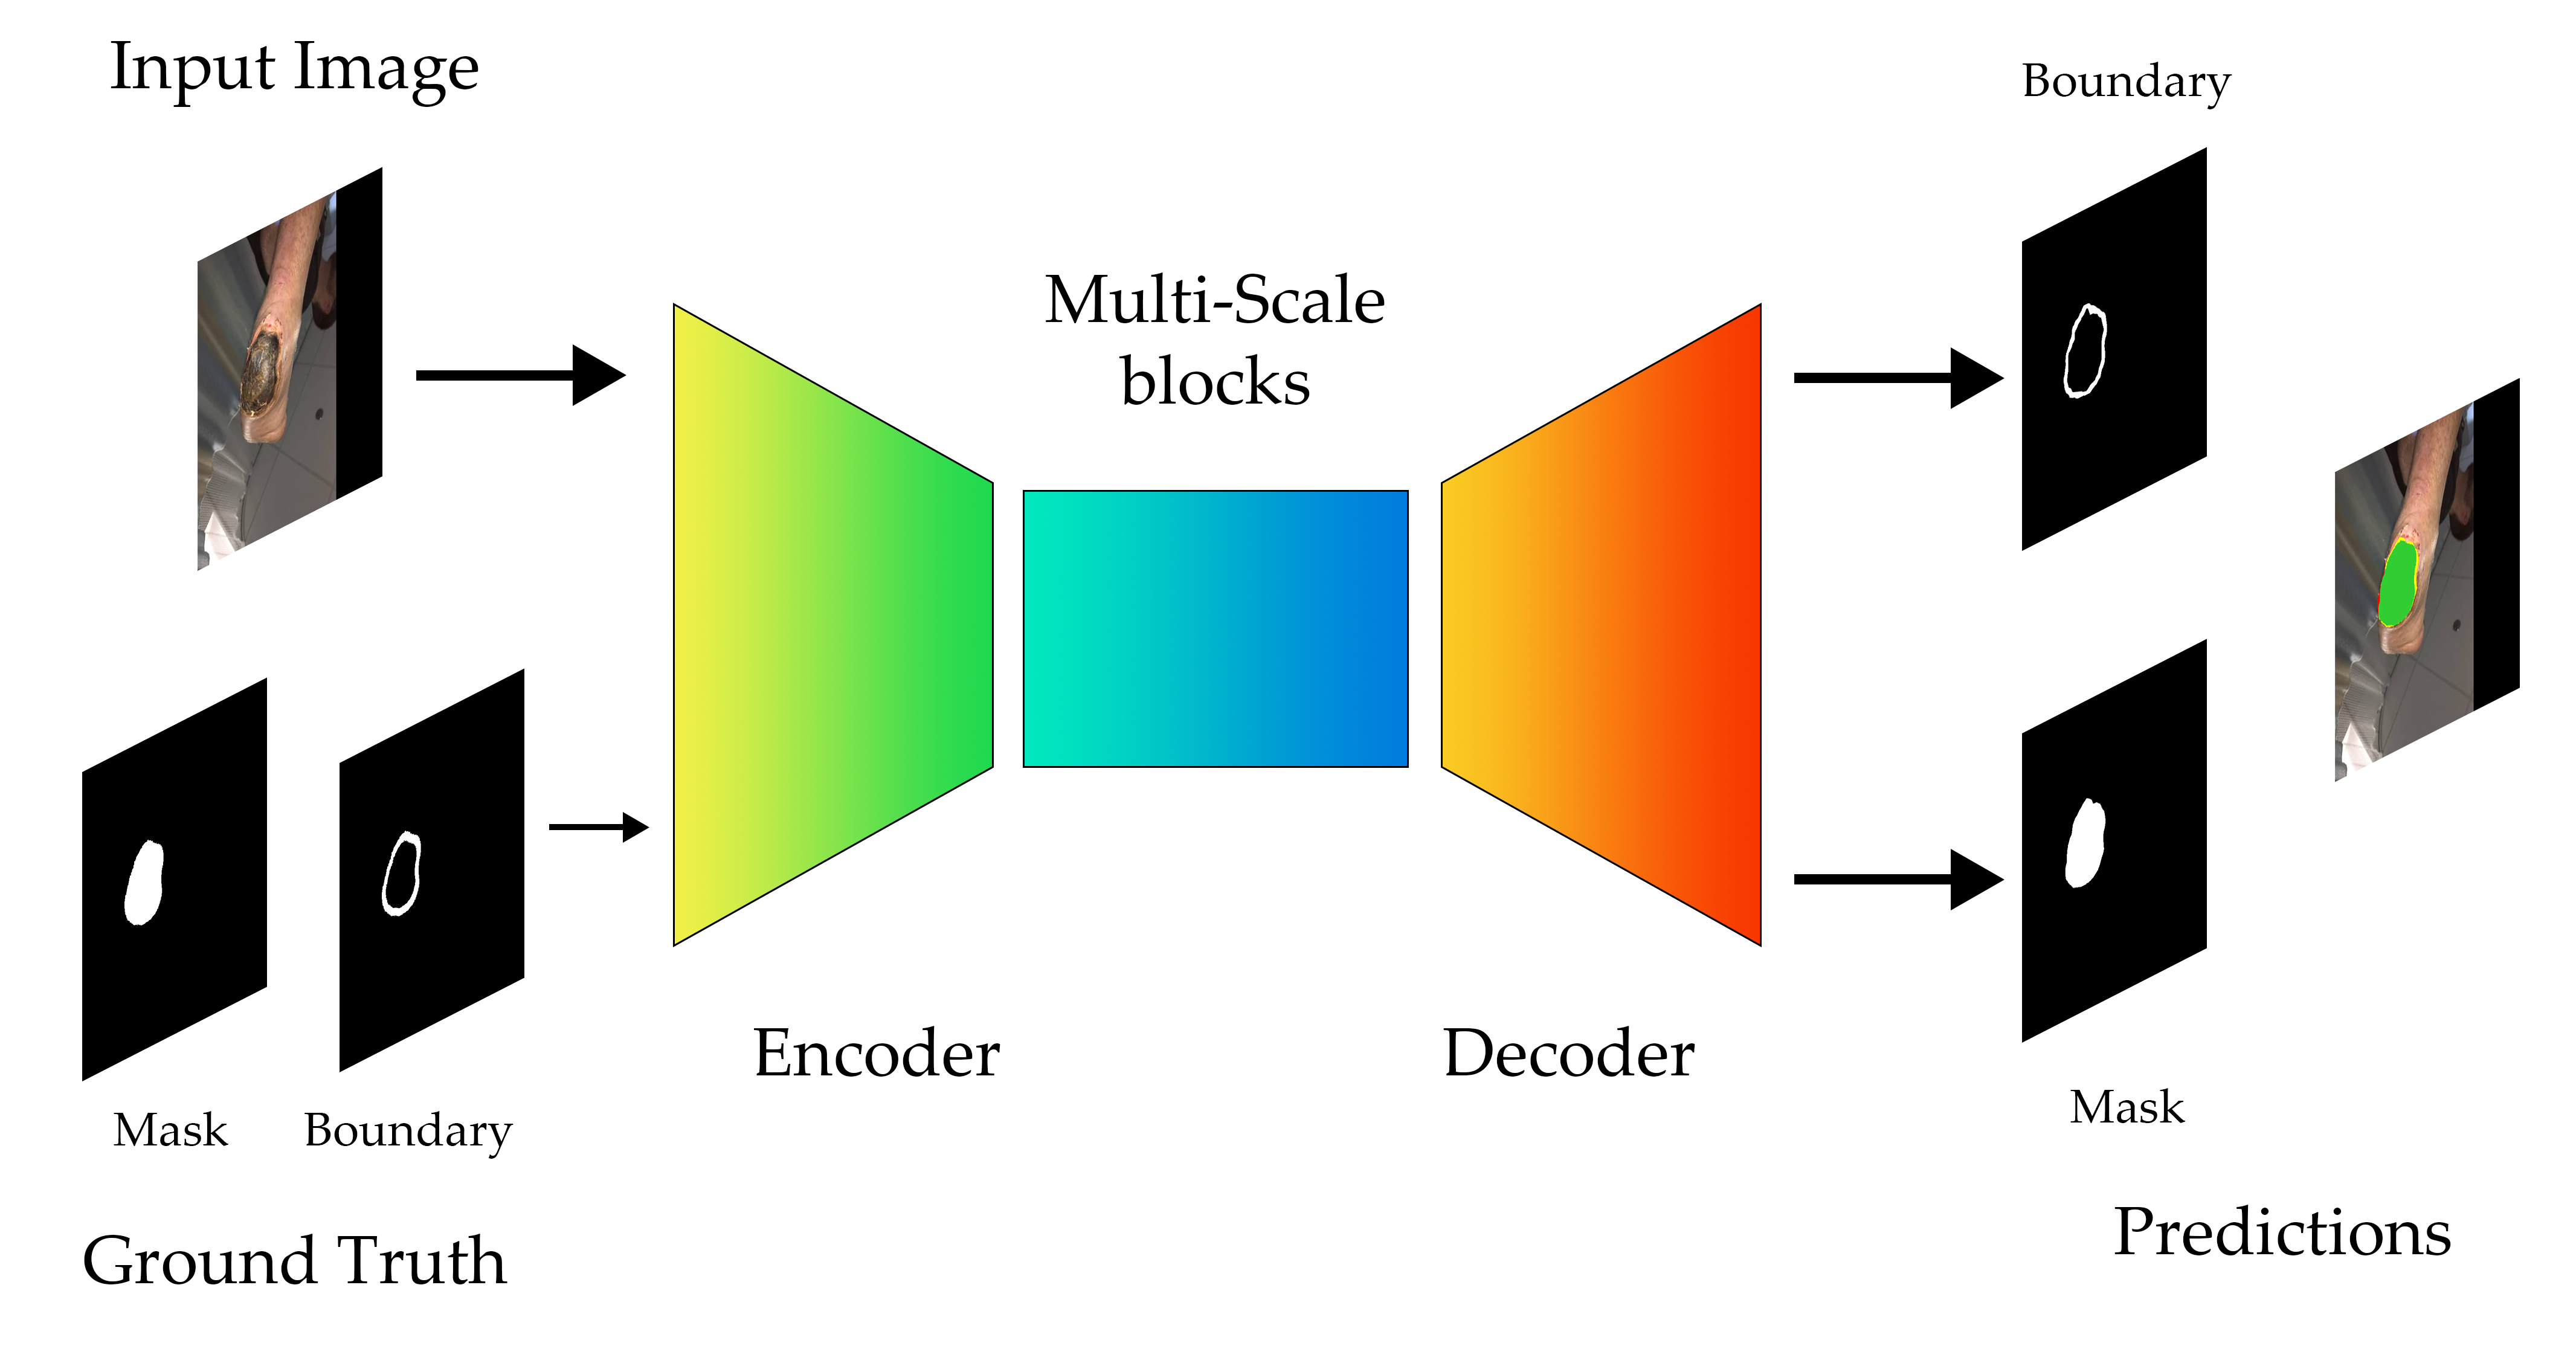 Input Image
Boundary
Multi-Scale
blocks
Encoder
Decoder
Mask
Boundary
Mask
Ground Truth
Predictions